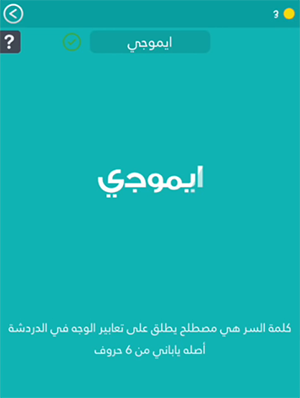 3
?
ايموجي
ايموجي
كلمة السر هي مصطلح يطلق على تعابير الوجه في الدردشة
أصله ياباني من 6 حروف